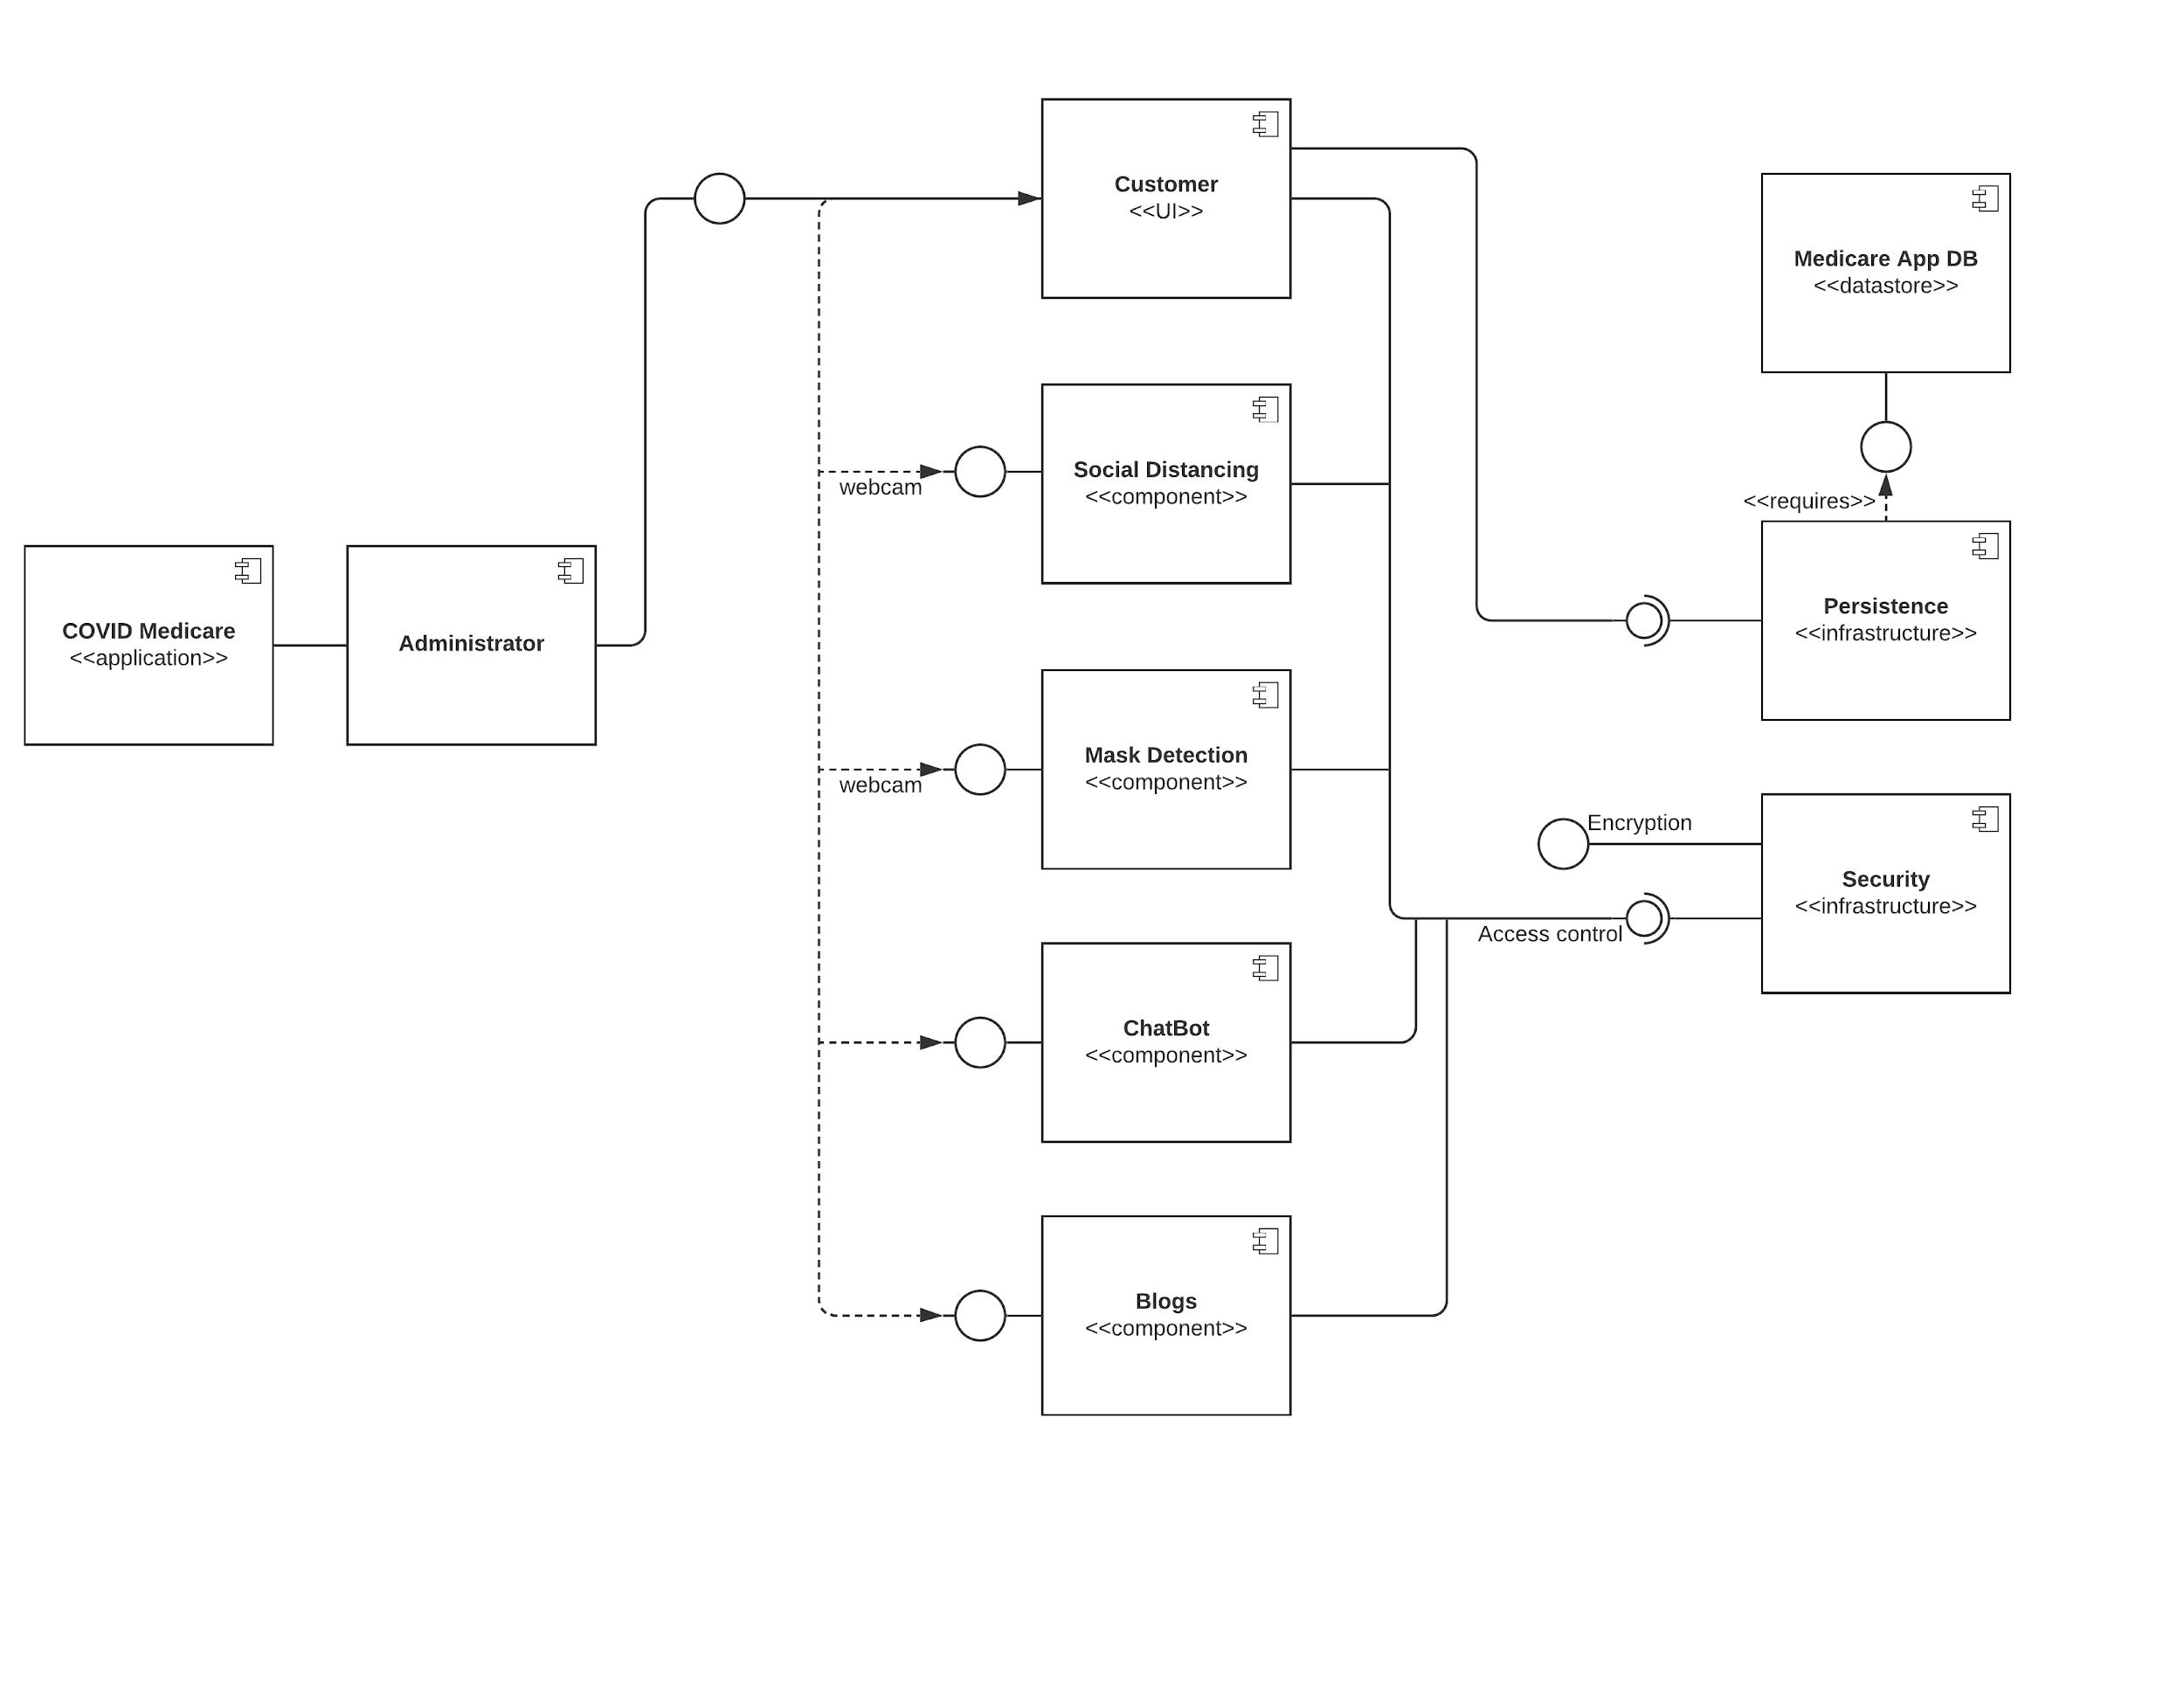 Customer
<<UI>>
Medicare App DB
<<datastore>>
Social Distancing
<<component>>
webcam
<<requires>>
COVID Medicare
<<application>>
Administrator
Persistence
<<infrastructure>>
Mask Detection
<<component>>
webcam
Encryption
Security
<<infrastructure>>
Access control
ChatBot
<<component>>
Blogs
<<component>>